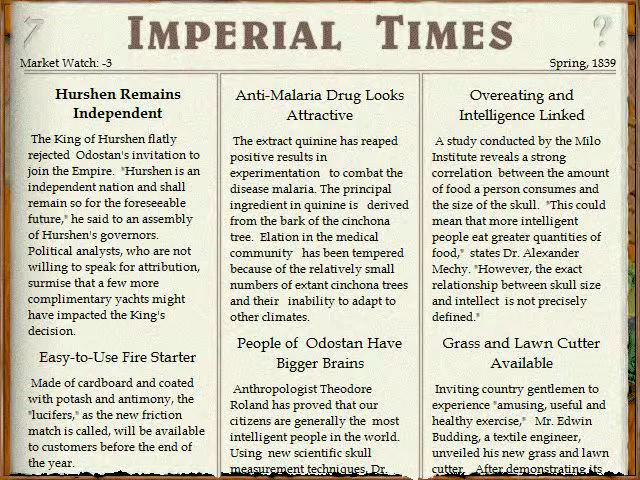 IMPERIAL TIMES
Market Watch: -3
Spring, 1839
Hurshen Remains
Independent
The King of Hurshen flatly
rejected Odostan's invitation to
join the Empire. "Hurshen is an
independent nation and shall
remain so for the foreseeable
future," he said to an assembly
of Hurshen's governors.
Political analysts, who are not
willing to speak for attribution,
surmise that a few more
complimentary yachts might
have impacted the King's
decision.
Easy-to-Use Fire Starter
Made of cardboard and coated
with potash and antimony, the
"lucifers," as the new friction
match is called, will be available
to customers before the end of
the year.
Anti-Malaria Drug Looks
Attractive
The extract quinine has reaped
positive results in
experimentation to combat the
disease malaria. The principal
ingredient in quinine is derived
from the bark of the cinchona
tree. Elation in the medical
community has been tempered
because of the relatively small
numbers of extant cinchona trees
and their inability to adapt to
other climates.
People of Odostan Have
Bigger Brains
Anthropologist Theodore
Roland has proved that our
citizens are generally the most
intelligent people in the world.
Using new scientific skull
measurement techniques, Dr.
Overeating and
Intelligence Linked
A study conducted by the Milo
Institute reveals a strong
correlation between the amount
of food a person consumes and
the size of the skull. "This could
mean that more intelligent
people eat greater quantities of
food," states Dr. Alexander
Mechy. "However, the exact
relationship between skull size
and intellect is not precisely
defined."
Grass and Lawn Cutter
Available
Inviting country gentlemen to
experience "amusing, useful and
healthy exercise," Mr. Edwin
Budding, a textile engineer,
unveiled his new grass and lawn
cutter. After demonstrating its